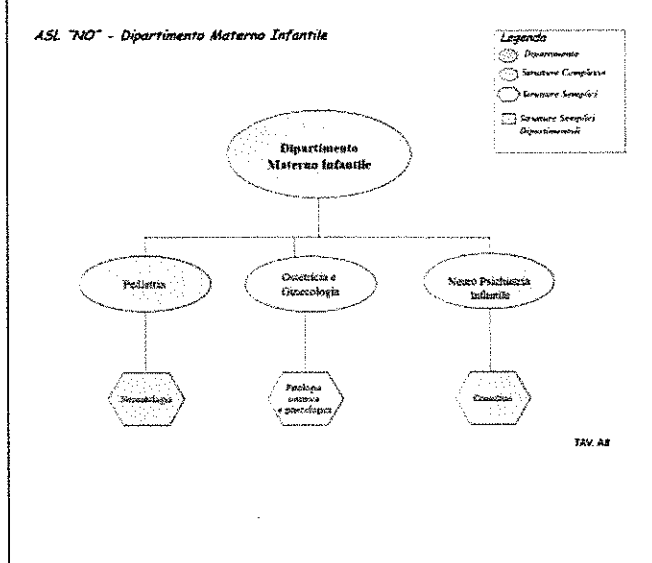 ASL "NO" - Dipartimento Materno Infantile
Legenda
Dipartimento
Strutture Complesse
Strutture Semplici
Strutture Semplici
Dipartimentali
Dipartimento
Materno Infantile
Pediatria
Ostetricia e
Ginecologia
Neuro Psichiatria
Infantile
Neonatologia
Patologia
e ginecologica
TAV. A8